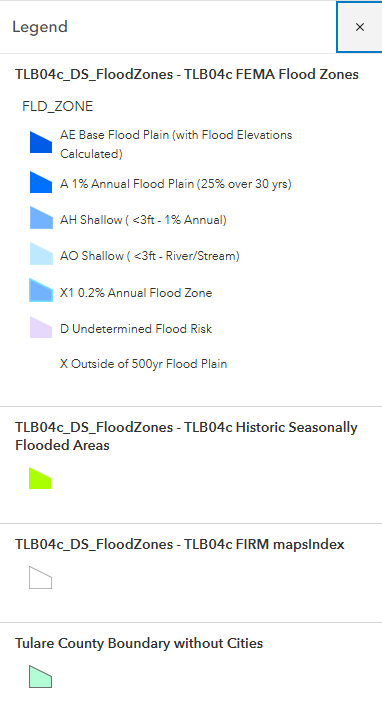 Legend
×
TLB04c_DS_FloodZones - TLB04c FEMA Flood Zones
FLD_ZONE
AE Base Flood Plain (with Flood Elevations
Calculated)
A 1% Annual Flood Plain (25% over 30 yrs)
AH Shallow ( <3ft - 1% Annual)
AO Shallow ( <3ft - River/Stream)
X1 0.2% Annual Flood Zone
D Undetermined Flood Risk
X Outside of 500yr Flood Plain
TLB04c_DS_FloodZones - TLB04c Historic Seasonally
Flooded Areas
TLB04c_DS_FloodZones - TLB04c FIRM mapsIndex
Tulare County Boundary without Cities